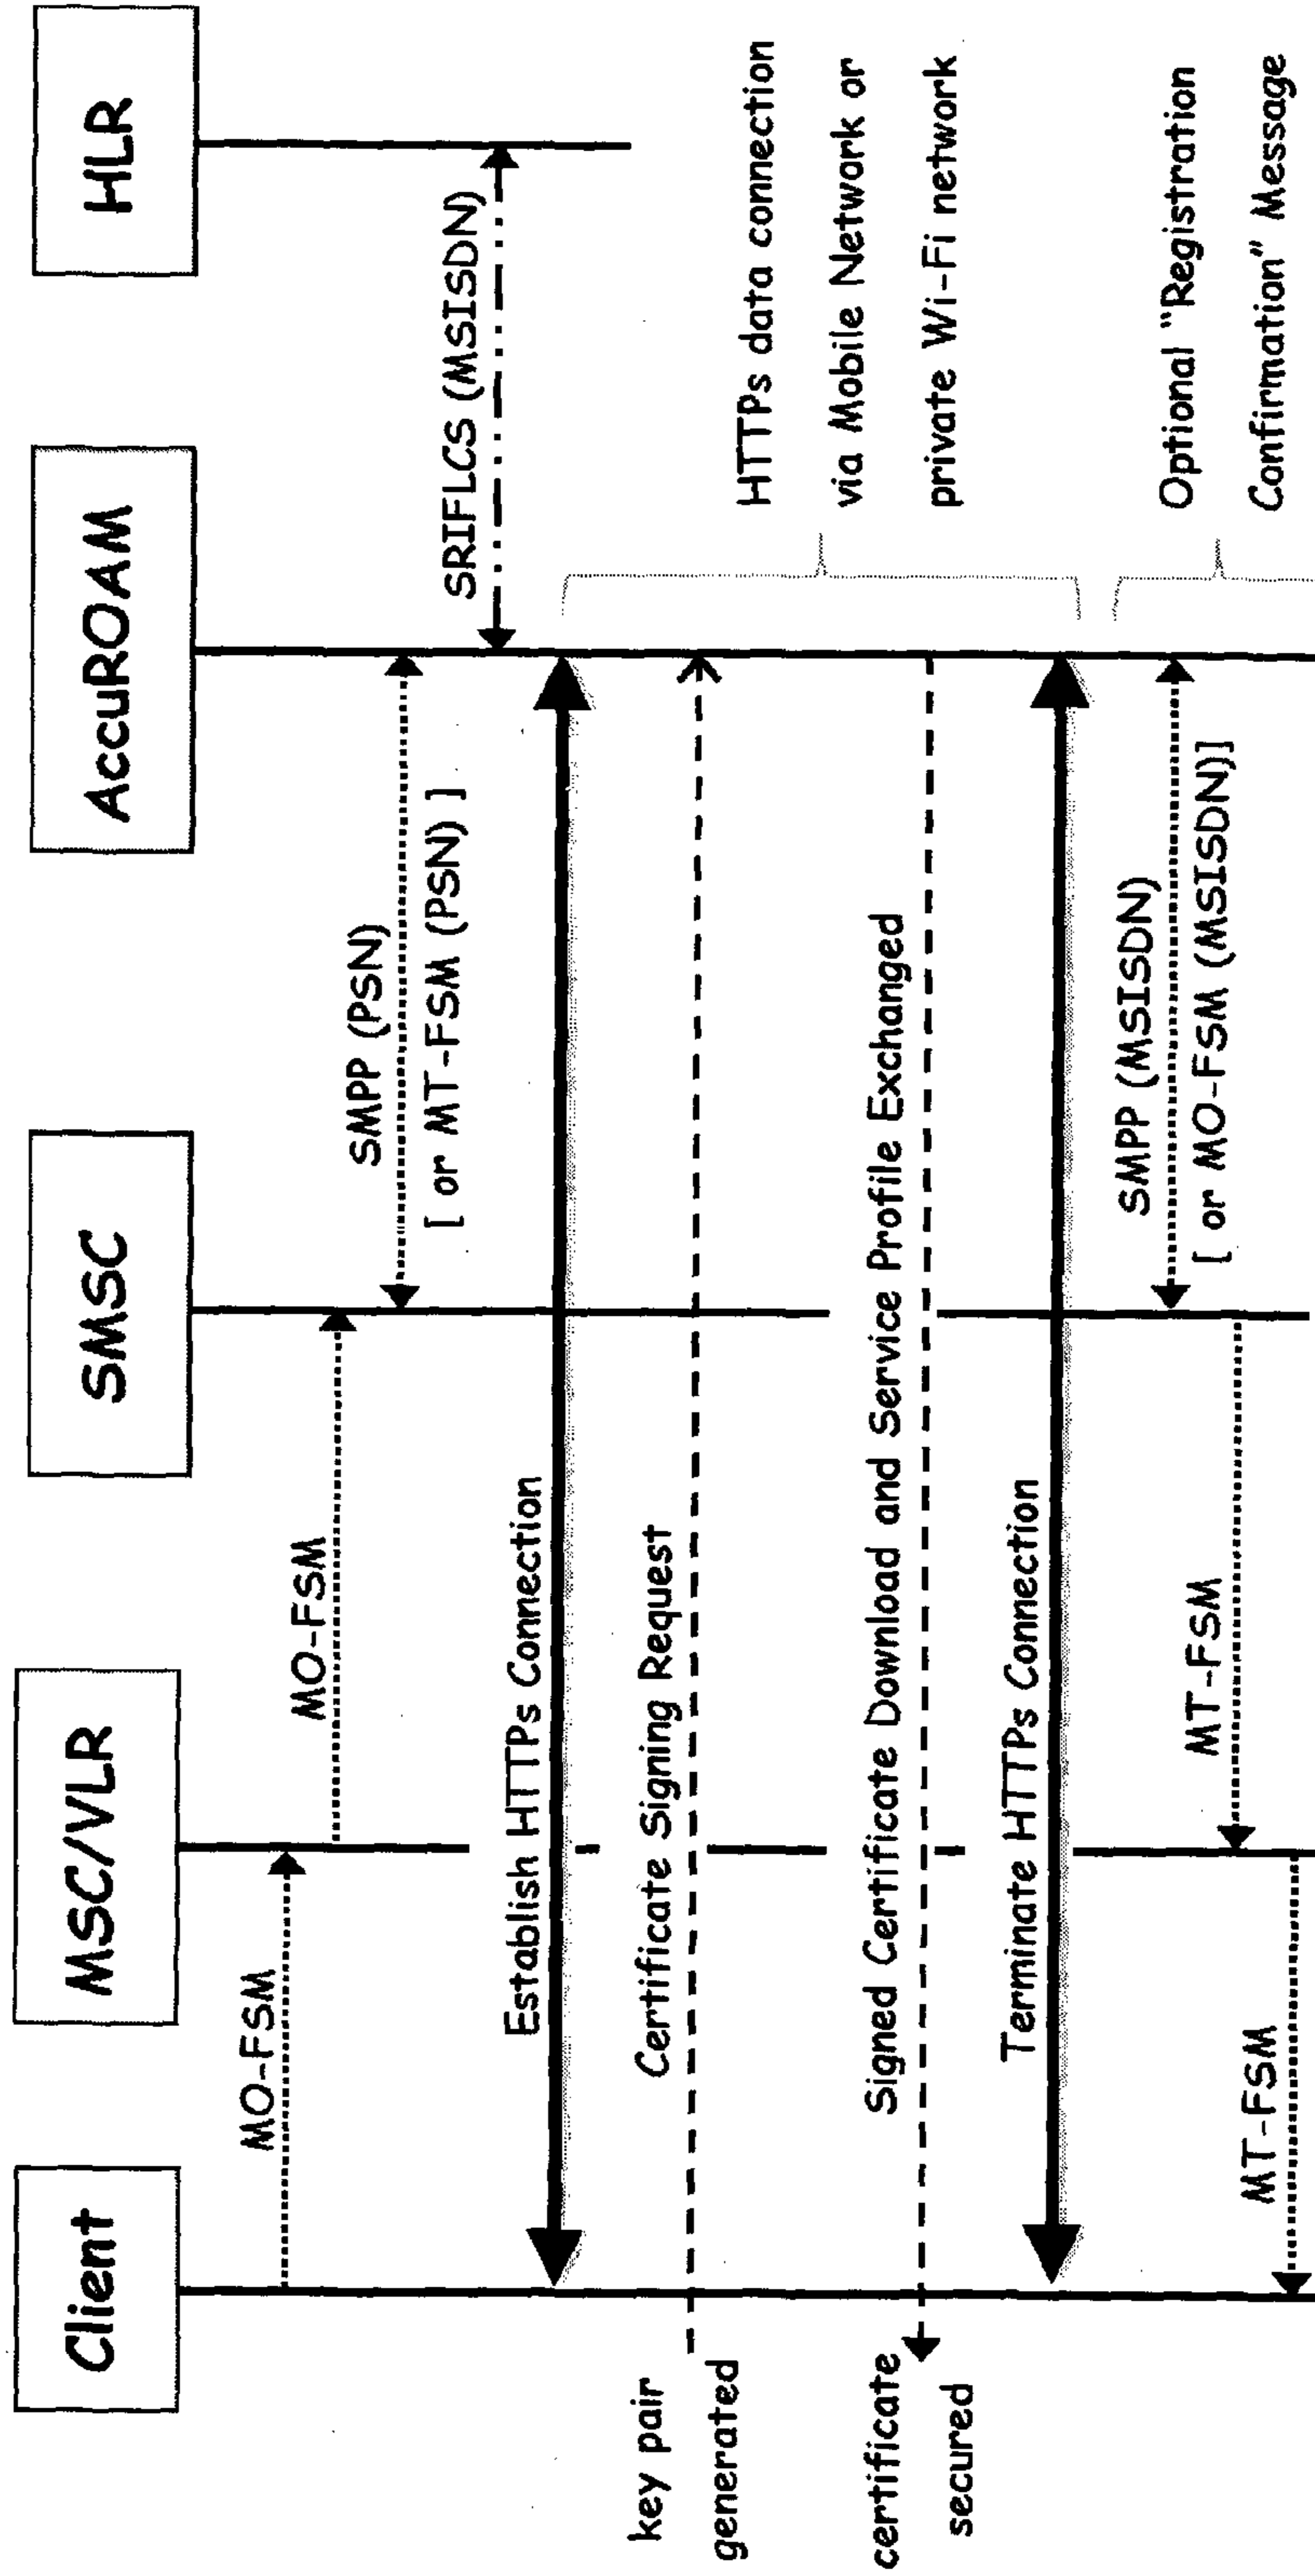 Client
MSC/VLR
SMSC
AccuROAM
HLR
MO-FSM
MO-FSM
SMPP (PSN)
[ or MT-FSM (PSN) ]
SRIFLCS (MSISDN)
Establish HTTPs Connection
key pair
generated
Certificate Signing Request
HTTPs data connection
via Mobile Network or
private Wi-Fi network
certificate
secured
Signed Certificate Download and Service Profile Exchanged
Terminate HTTPs Connection
SMPP (MSISDN)
[ or MO-FSM (MSISDN)]
Optional "Registration
Confirmation" Message
MT-FSM
MT-FSM